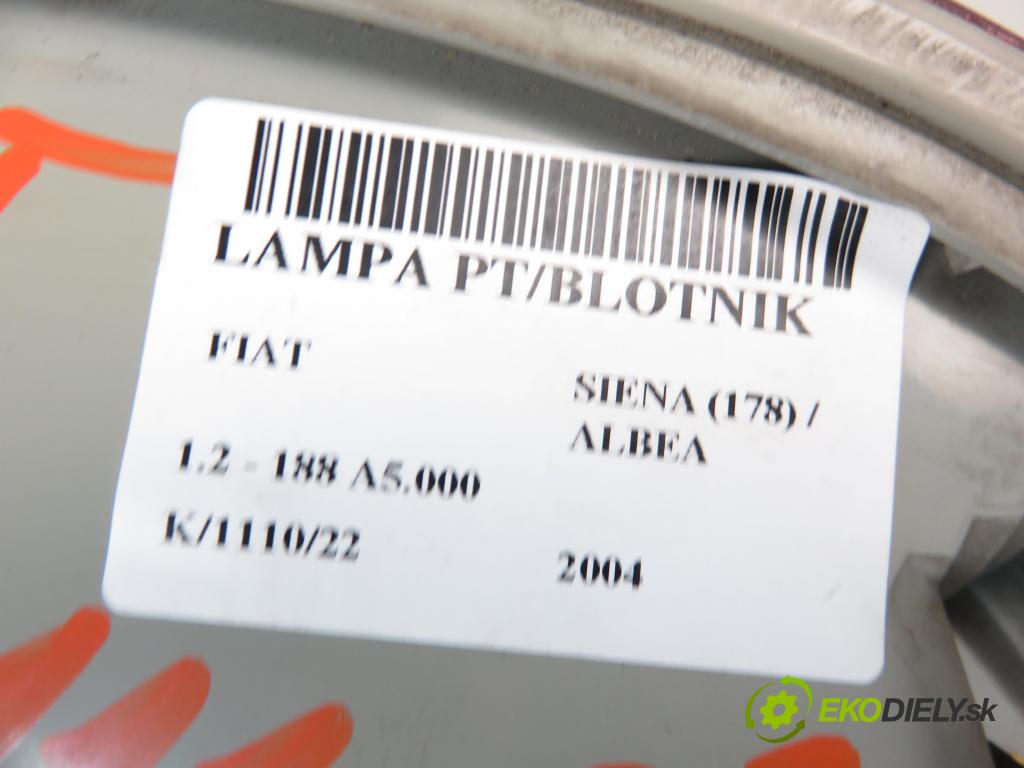 LAMPA PT/BLOTNIK
FIAT
SIENA (178) /
ALBEA
1.2 - 188 A5.000
K/1110/22
2004
EKODIELY.sk